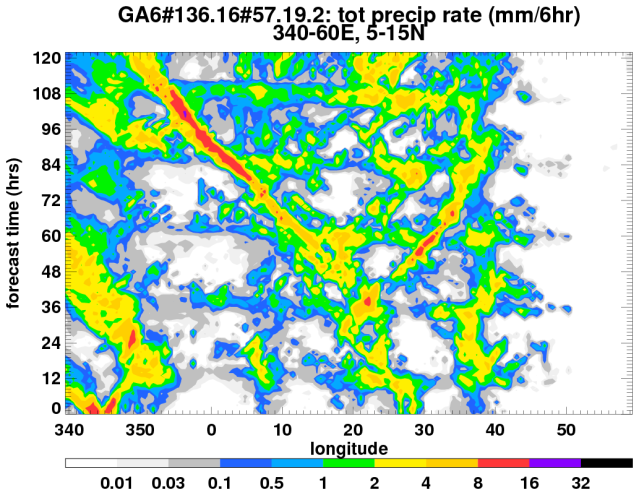 GA6#136.16#57.19.2: tot precip rate (mm/6hr)
340-60E, 5-15N
120
108
96
84
72
60
48
36
24
12
0
forecast time (hrs)
340 350 0 10 20 30 40 50
longitude
0.01 0.03 0.1 0.5 1 2 4 8 16 32